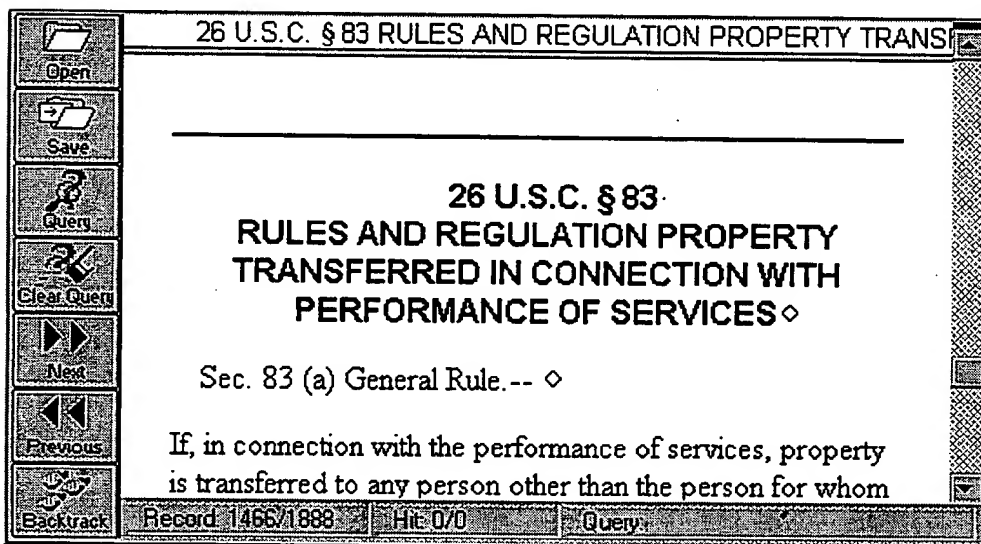 26 U.S.C. § 83 RULES AND REGULATION PROPERTY TRANSF
Open
Save
Query
Clear Query
Next
Previous
Backtrack
26 U.S.C. § 83
RULES AND REGULATION PROPERTY
TRANSFERRED IN CONNECTION WITH
PERFORMANCE OF SERVICES◇
Sec. 83 (a) General Rule.-- ◇
If, in connection with the performance of services, property
is transferred to any person other than the person for whom
Record: 1466/1888
Hit: 0/0
Query: